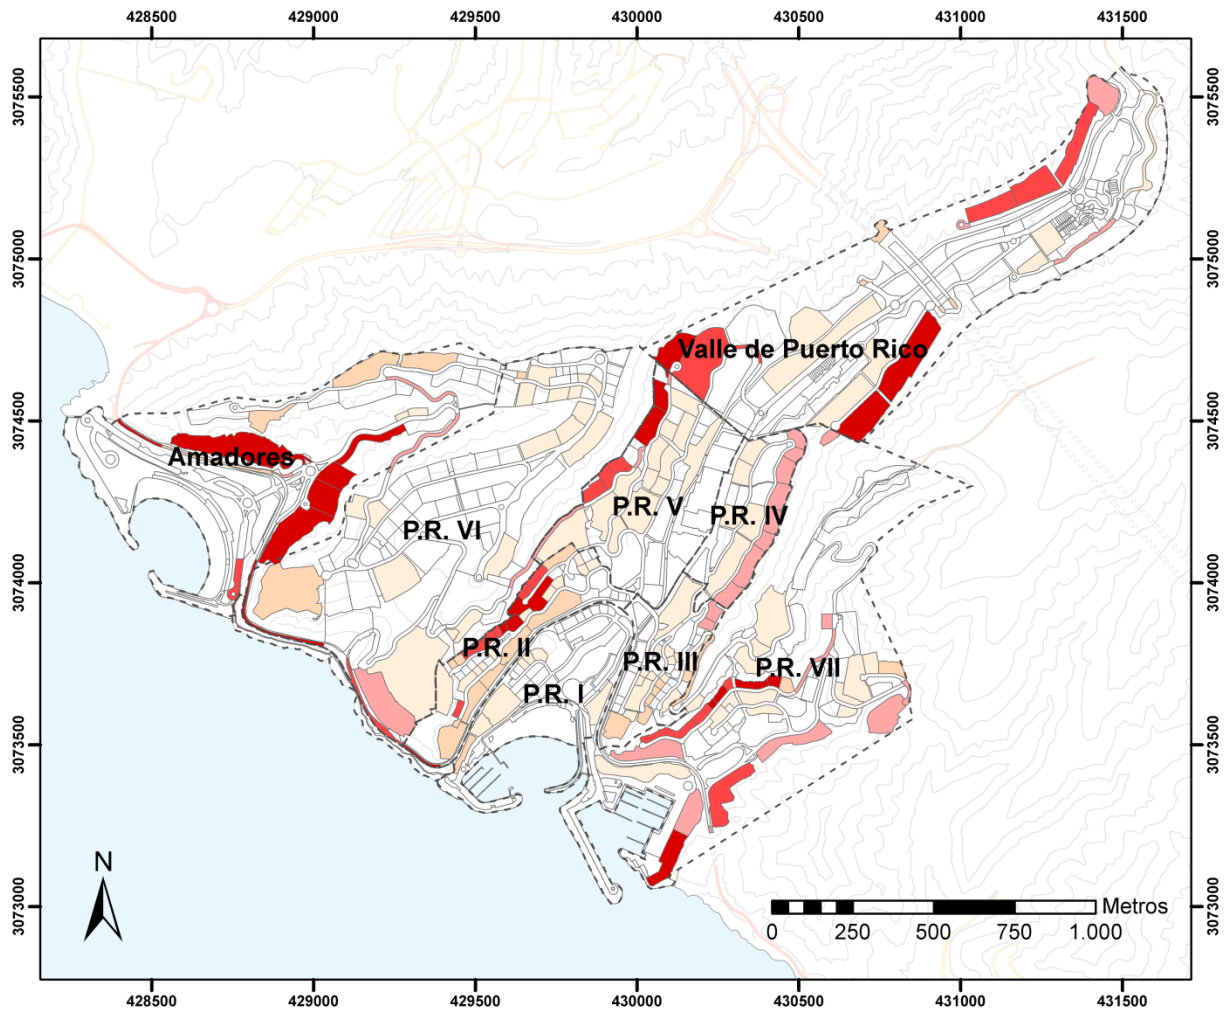 428500 429000 429500 430000 430500 431000 431500
3075500 3075500
3075000 3075000
Valle de Puerto Rico
3074500 3074500
Amadores
P.R. V
P.R. IV
P.R. VI
3074000 3074000
P.R. II
P.R. III
P.R. VII
P.R. I
3073500 3073500
N
3073000 3073000
Metros
0 250 500 750 1.000
428500 429000 429500 430000 430500 431000 431500